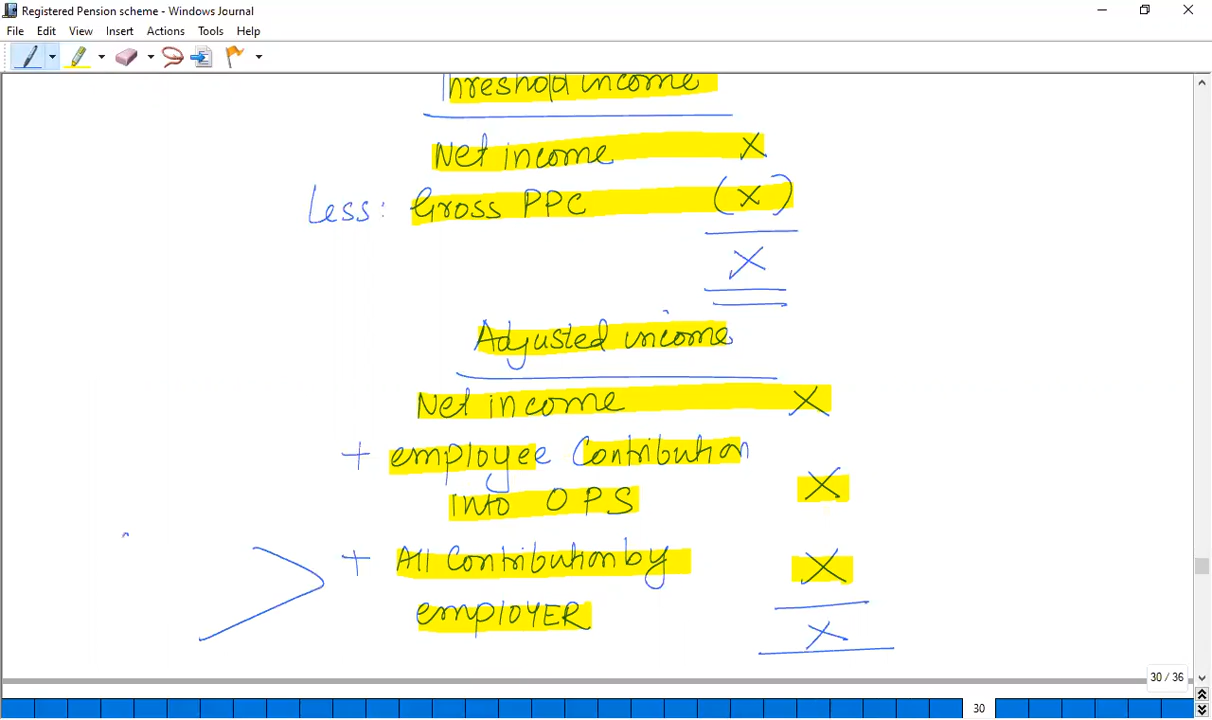 Registered Pension scheme - Windows Journal
File Edit View Insert Actions Tools Help
Threshold income
Net income X
Less: Gross PPC (X)
X
Adjusted income
Net income X
+ employee Contribution
into OPS X
+ All Contribution by X
employER
X
30 / 36
30